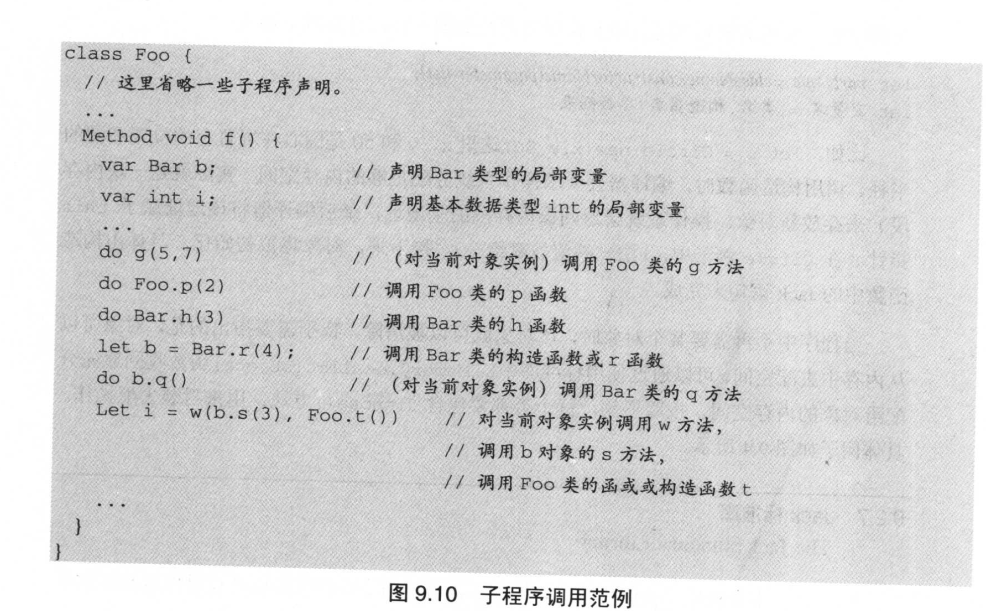 class Foo {
// 这里省略一些子程序声明。
...
Method void f() {
var Bar b; // 声明 Bar 类型的局部变量
var int i; // 声明基本数据类型 int 的局部变量
...
do g(5,7) // (对当前对象实例) 调用 Foo 类的 g 方法
do Foo.p(2) // 调用 Foo 类的 p 函数
do Bar.h(3) // 调用 Bar 类的 h 函数
let b = Bar.r(4); // 调用 Bar 类的构造函数或 r 函数
do b.q() // (对当前对象实例) 调用 Bar 类的 q 方法
Let i = w(b.s(3), Foo.t()) // 对当前对象实例调用 w 方法,
// 调用 b 对象的 s 方法,
// 调用 Foo 类的函或或构造函数 t
...
}
}
图 9.10 子程序调用范例